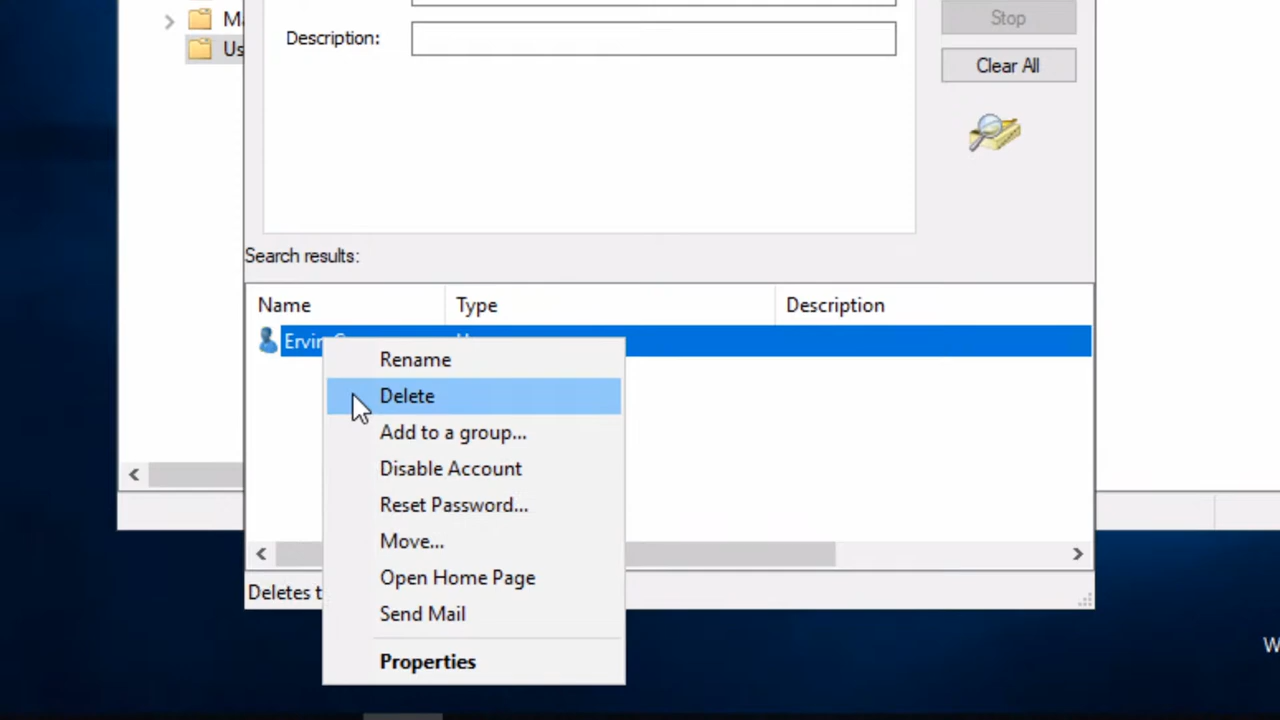 Description:
Stop
Clear All
Search results:
Name Type Description
Rename
Delete
Add to a group...
Disable Account
Reset Password...
Move...
Open Home Page
Send Mail
Properties
Deletes